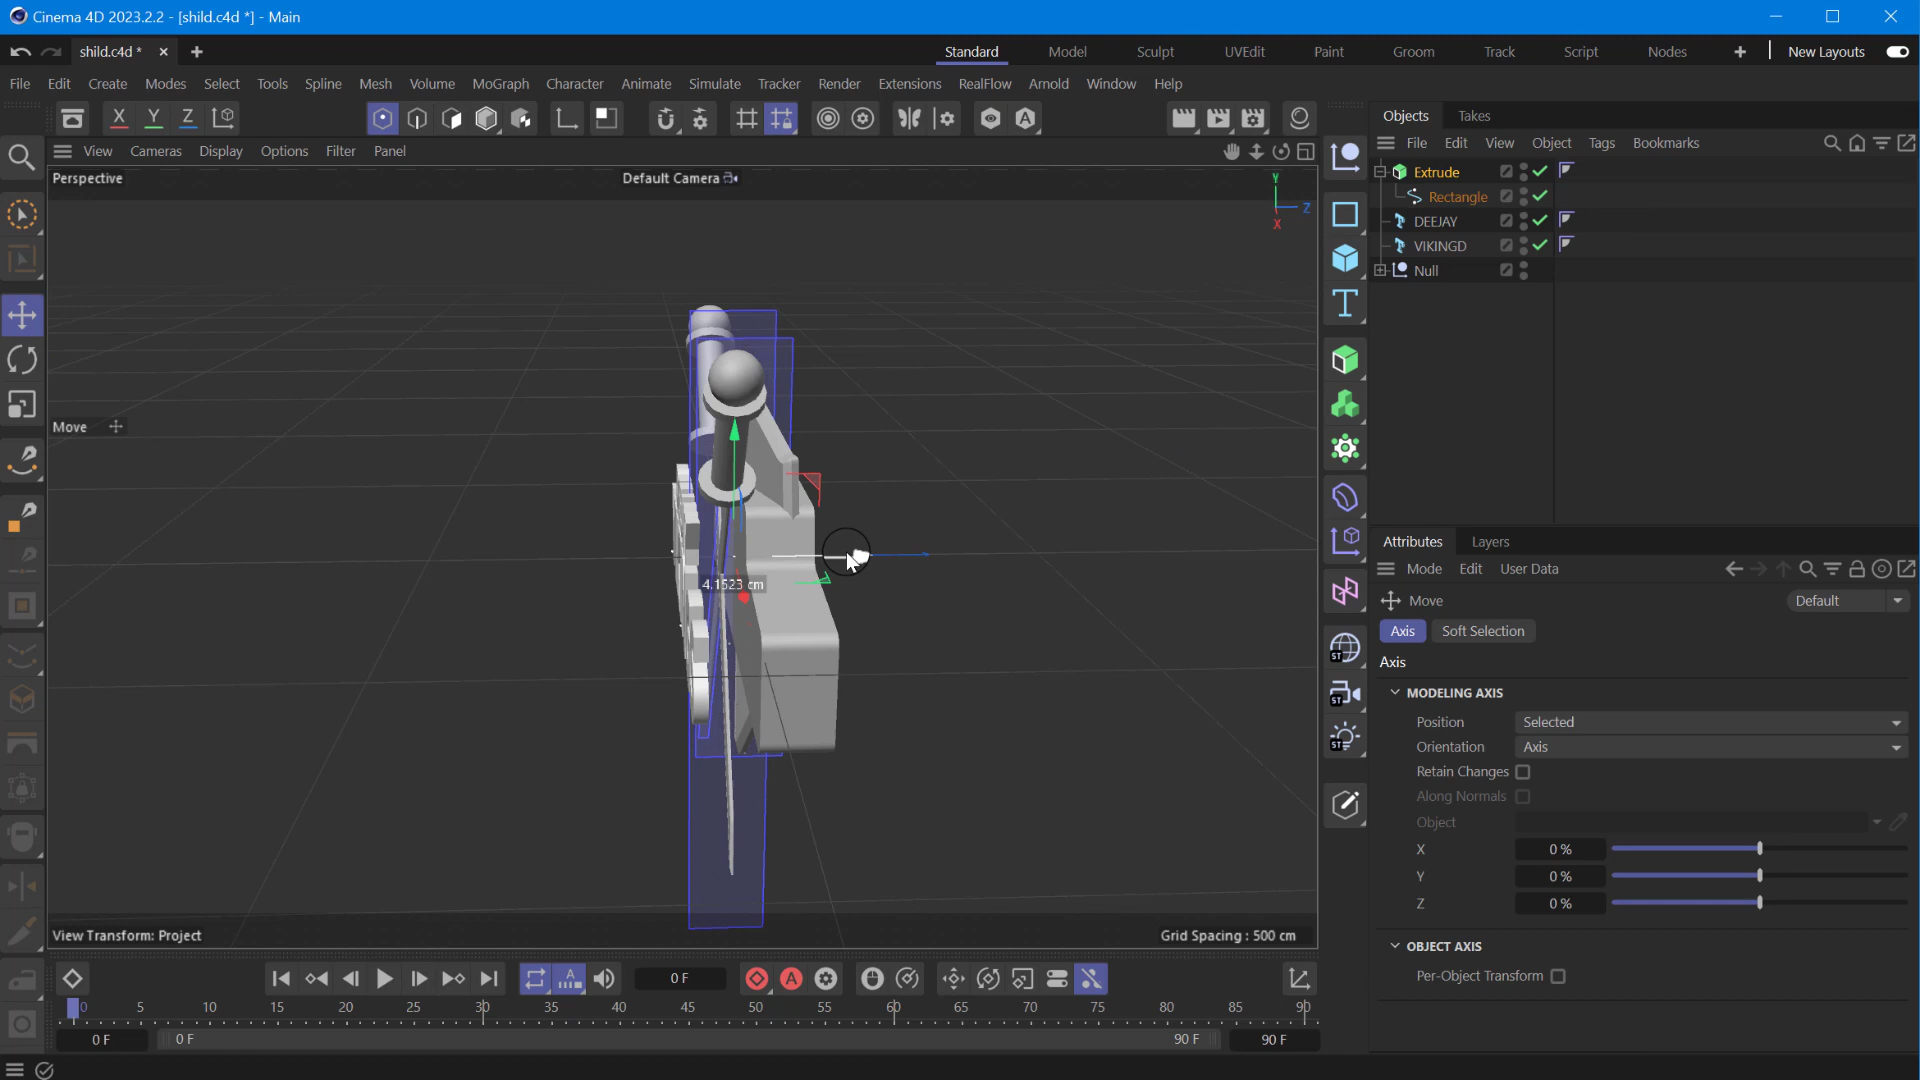 Cinema 4D 2023.2.2 - [shild.c4d *] - Main
shild.c4d *
Standard Model Sculpt UVEdit Paint Groom Track Script Nodes New Layouts
File Edit Create Modes Select Tools Spline Mesh Volume MoGraph Character Animate Simulate Tracker Render Extensions RealFlow Arnold Window Help
X Y Z
Objects Takes
View Cameras Display Options Filter Panel
File Edit View Object Tags Bookmarks
Perspective
Default Camera
Y
Z
X
Extrude
Rectangle
DEEJAY
VIKINGD
Null
Move
4.1523 cm
Attributes Layers
Mode Edit User Data
Move
Default
Axis Soft Selection
Axis
MODELING AXIS
Position Selected
Orientation Axis
Retain Changes
Along Normals
Object
X 0 %
Y 0 %
Z 0 %
OBJECT AXIS
Per-Object Transform
ST
ST
ST
View Transform: Project
Grid Spacing : 500 cm
A
0 F
A
0 5 10 15 20 25 30 35 40 45 50 55 60 65 70 75 80 85 90
0 F 0 F 90 F 90 F